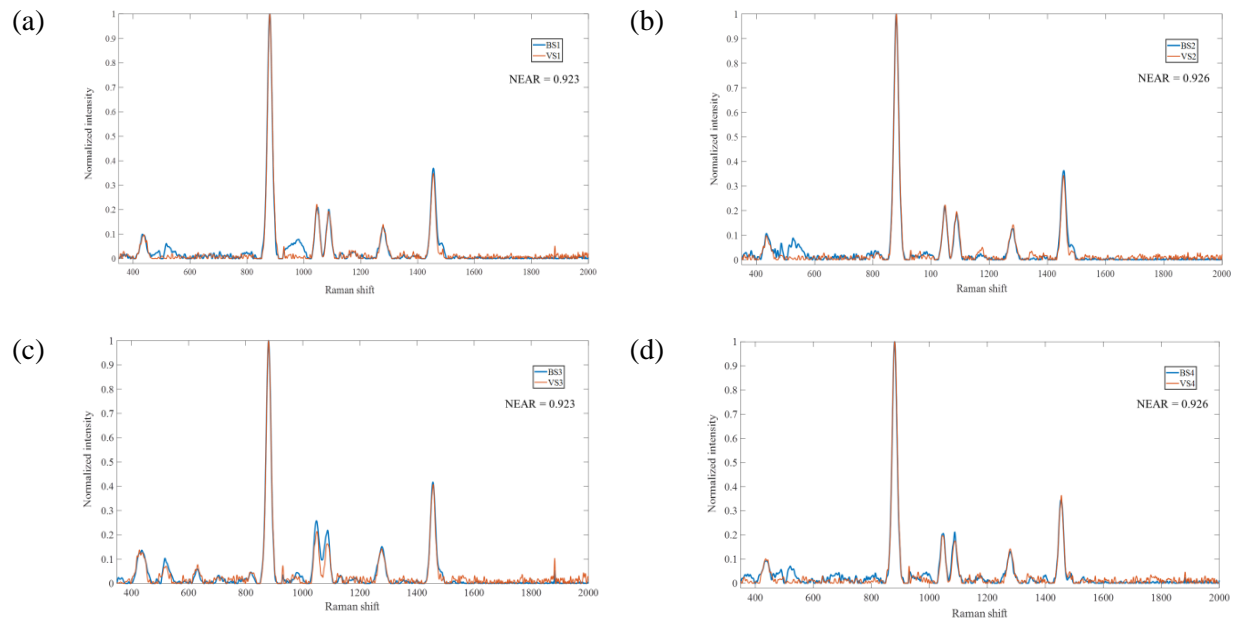 (a)
1
0.9
0.8
0.7
0.6
0.5
0.4
0.3
0.2
0.1
0
Normalized intensity
BS1
VS1
NEAR = 0.923
400 600 800 1000 1200 1400 1600 1800 2000
Raman shift
(b)
1
0.9
0.8
0.7
0.6
0.5
0.4
0.3
0.2
0.1
0
Normalized intensity
BS2
VS2
NEAR = 0.926
400 600 800 1000 1200 1400 1600 1800 2000
Raman shift
(c)
1
0.9
0.8
0.7
0.6
0.5
0.4
0.3
0.2
0.1
0
Normalized intensity
BS3
VS3
NEAR = 0.923
400 600 800 1000 1200 1400 1600 1800 2000
Raman shift
(d)
1
0.9
0.8
0.7
0.6
0.5
0.4
0.3
0.2
0.1
0
Normalized intensity
BS4
VS4
NEAR = 0.926
400 600 800 1000 1200 1400 1600 1800 2000
Raman shift